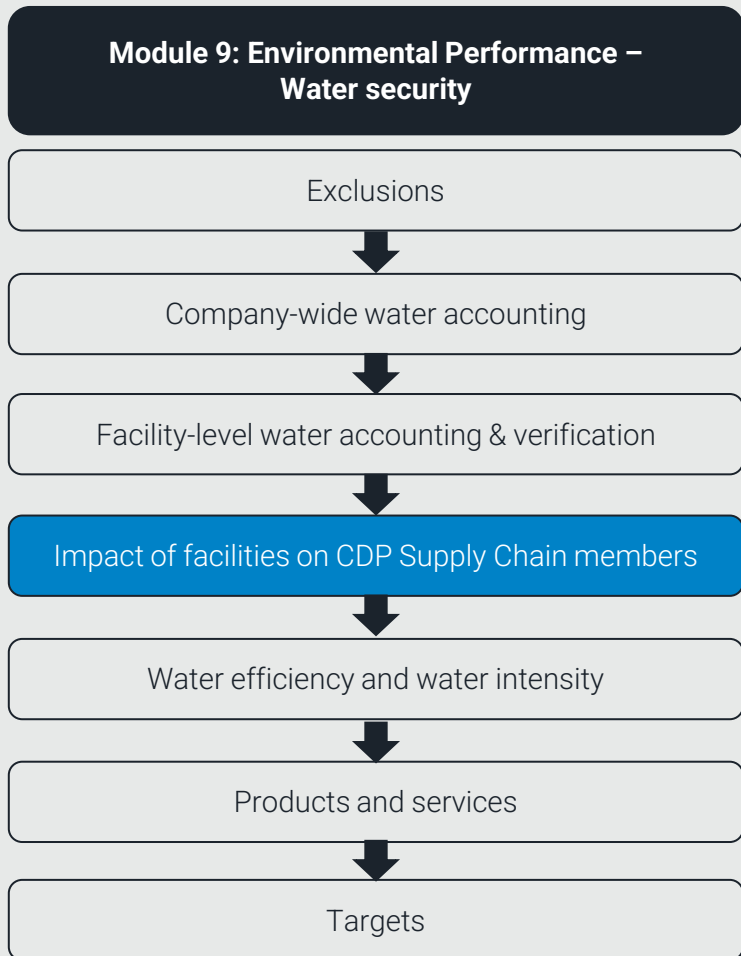 Module 9: Environmental Performance –
Water security
Exclusions
Company-wide water accounting
Facility-level water accounting & verification
Impact of facilities on CDP Supply Chain members
Water efficiency and water intensity
Products and services
Targets